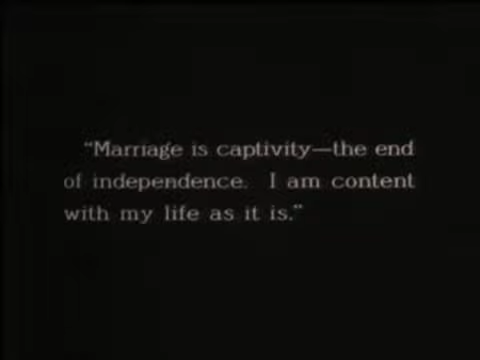 “Marriage is captivity—the end
of independence. I am content
with my life as it is.”